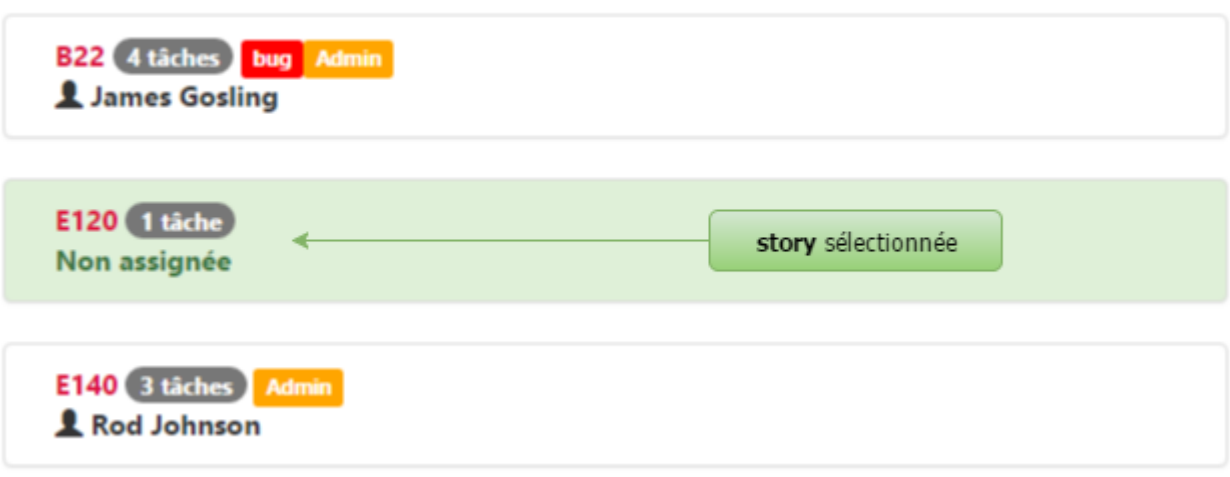 B22 4 tâches bug Admin
James Gosling
E120 1 tâche
Non assignée
story sélectionnée
E140 3 tâches Admin
Rod Johnson